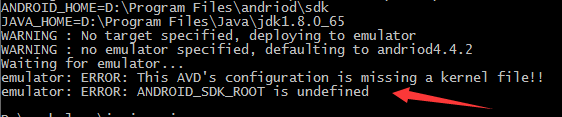 ANDROID_HOME=D:\Program Files\andriod\sdk
JAVA_HOME=D:\Program Files\Java\jdk1.8.0_65
WARNING : No target specified, deploying to emulator
WARNING : no emulator specified, defaulting to andriod4.4.2
Waiting for emulator...
emulator: ERROR: This AVD's configuration is missing a kernel file!!
emulator: ERROR: ANDROID_SDK_ROOT is undefined